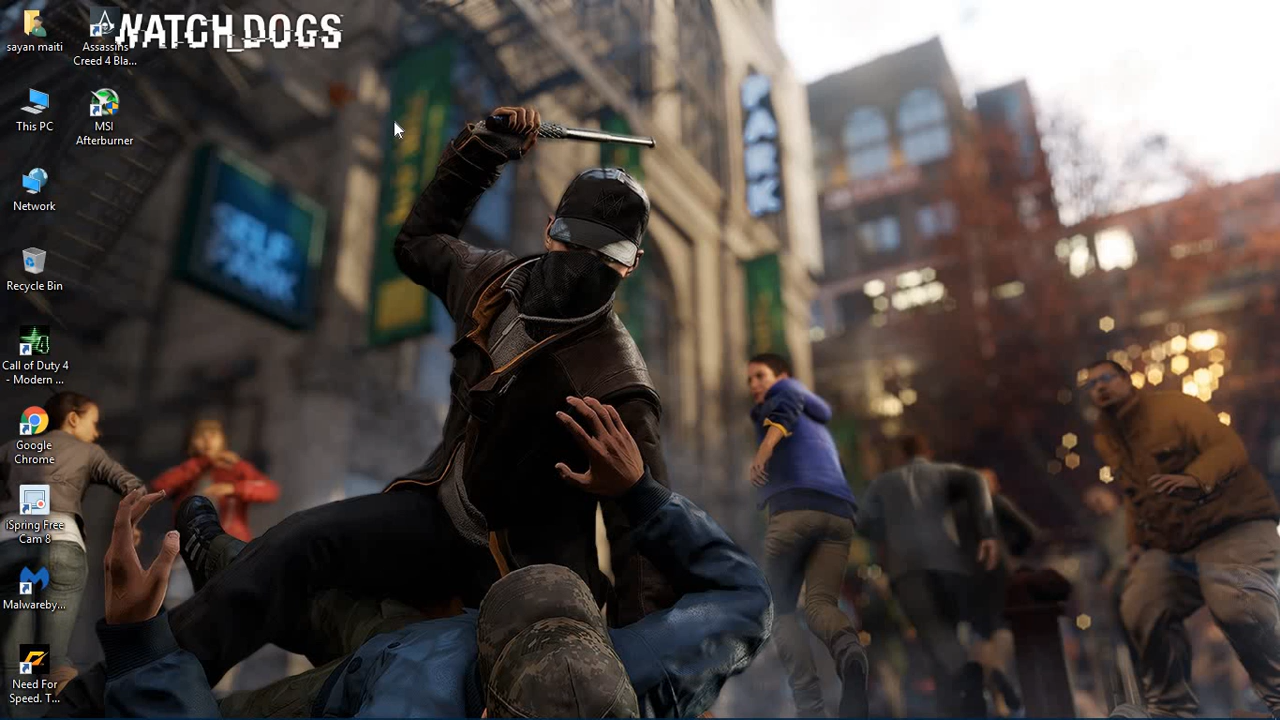 WATCH_DOGS
sayan maiti
Assassins
Creed 4 Bla...
This PC
MSI
Afterburner
Network
Recycle Bin
Call of Duty 4
- Modern ...
Google
Chrome
iSpring Free
Cam 8
Malwareby...
Need For
Speed. T...
PARK